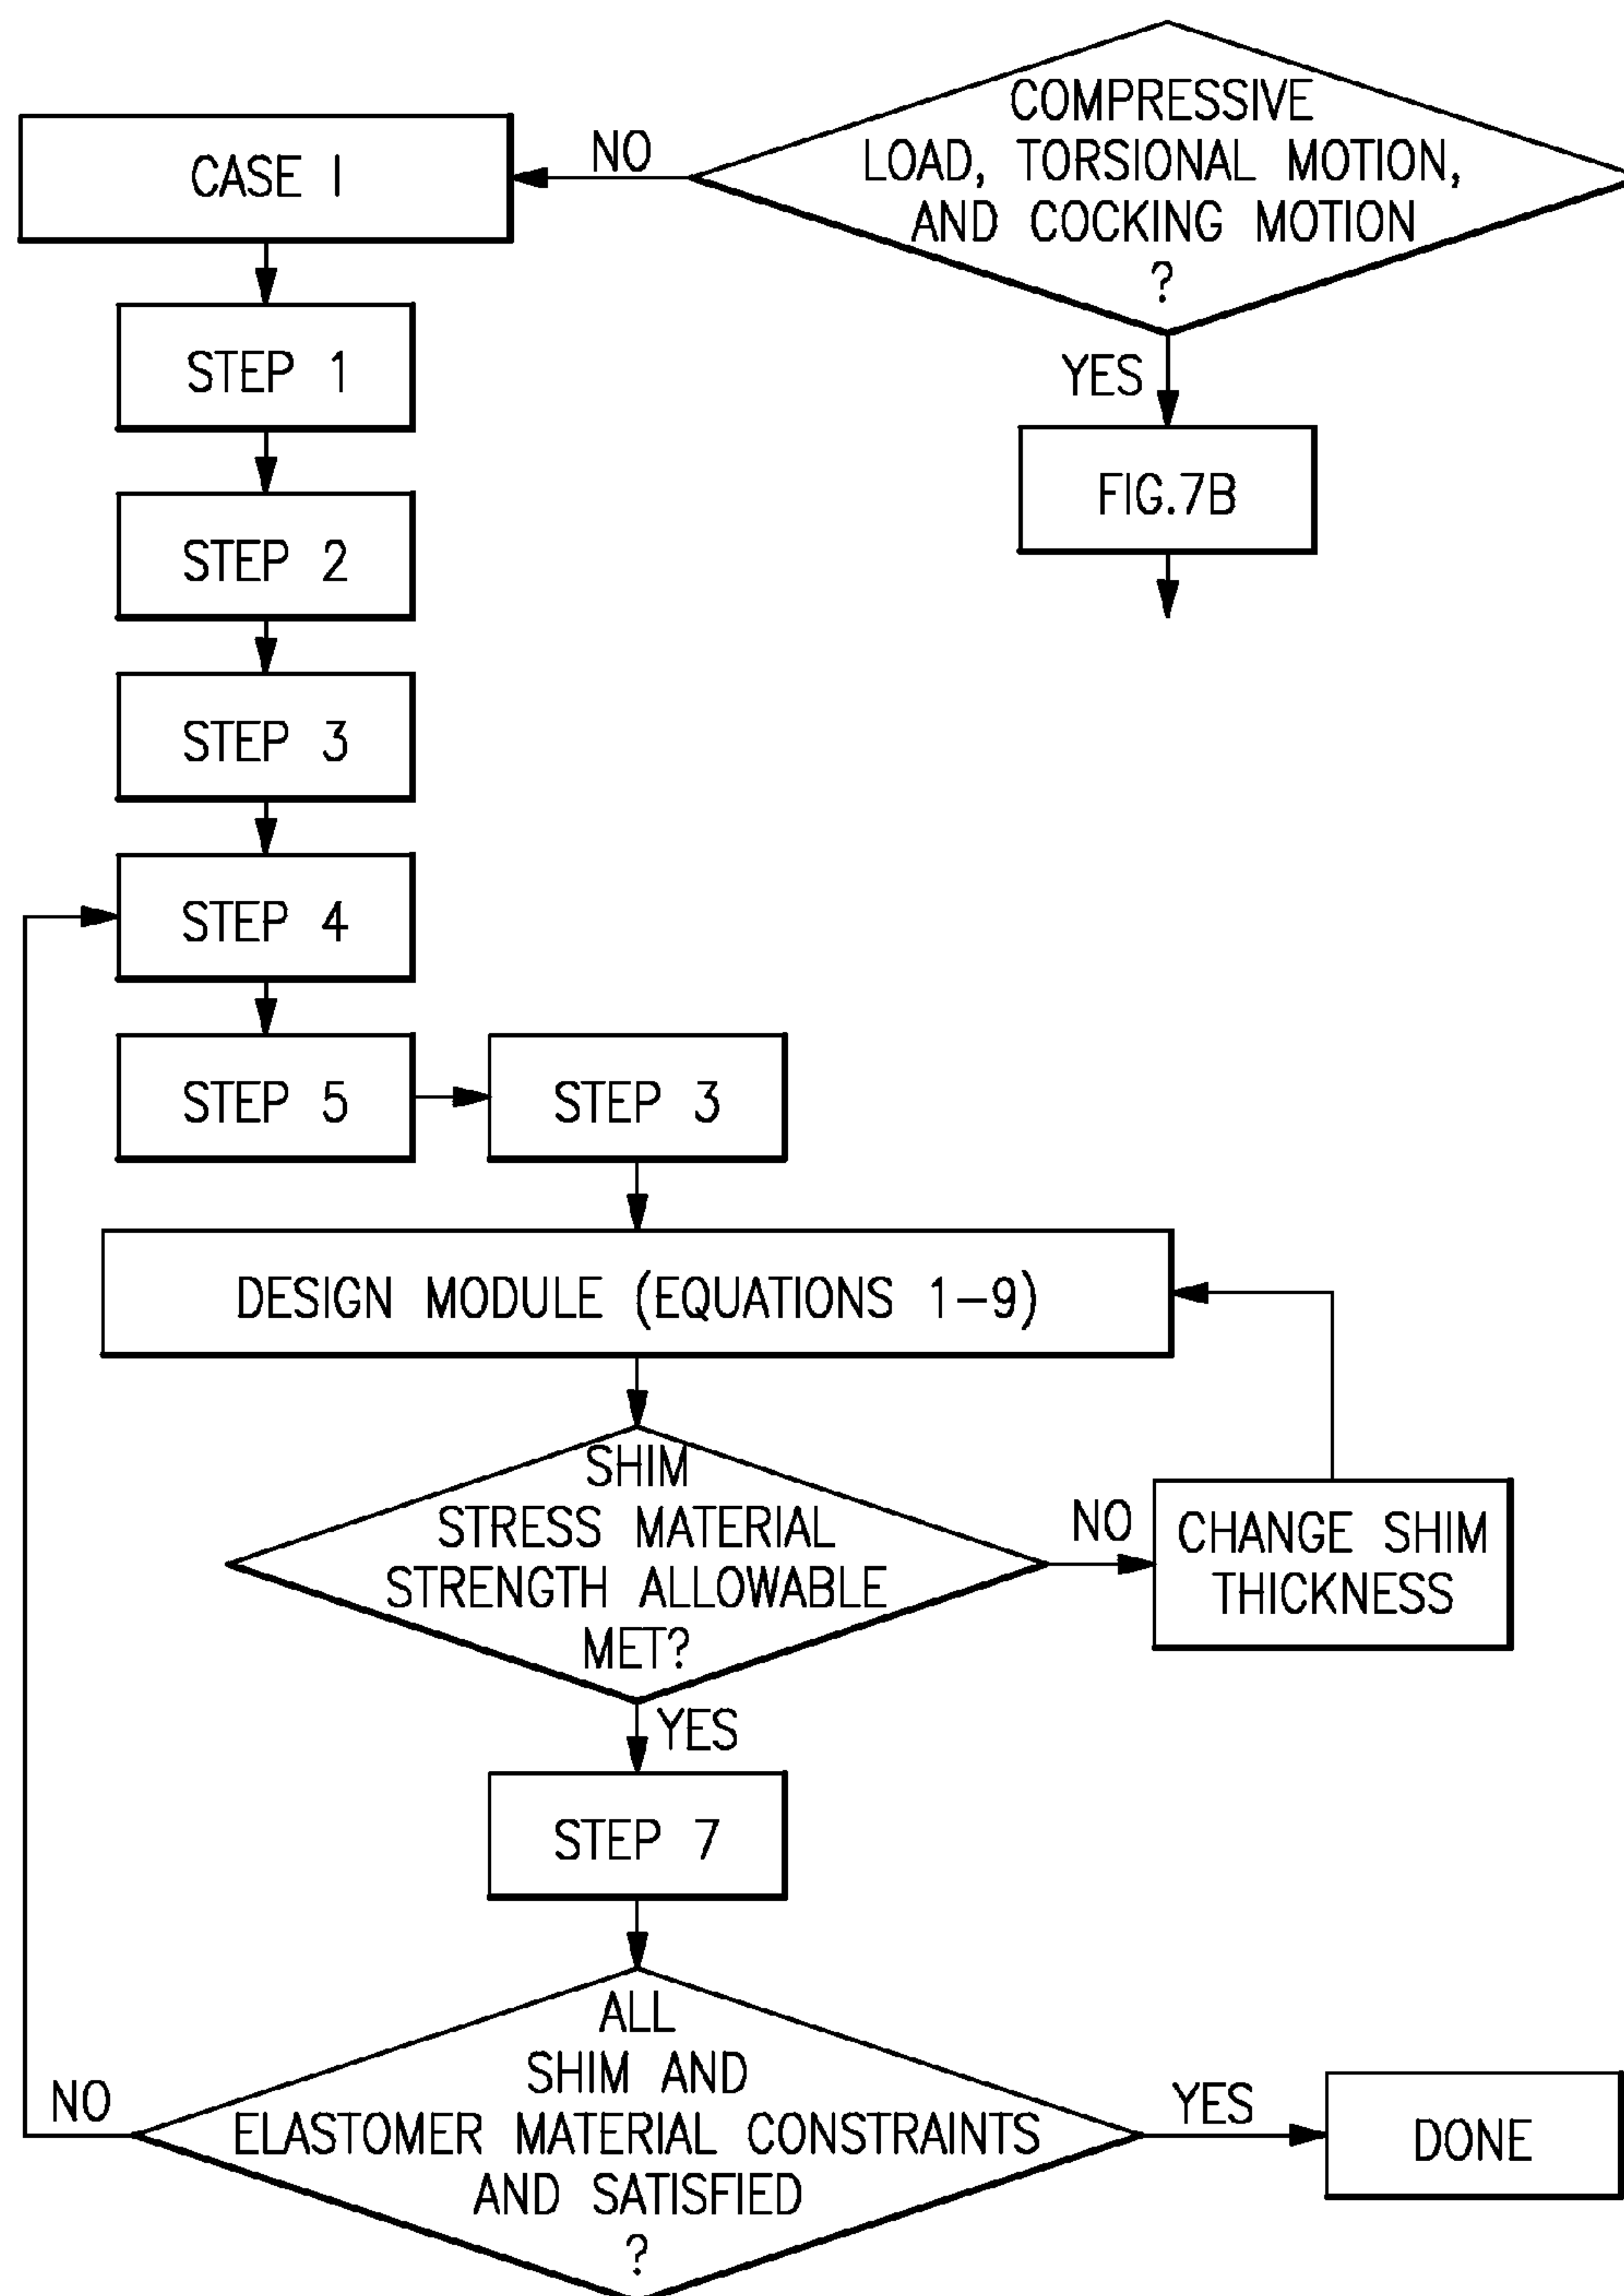 COMPRESSIVE
LOAD, TORSIONAL MOTION,
AND COCKING MOTION
?
NO
CASE I
YES
FIG.7B
STEP 1
STEP 2
STEP 3
STEP 4
STEP 5
STEP 3
DESIGN MODULE (EQUATIONS 1-9)
SHIM
STRESS MATERIAL
STRENGTH ALLOWABLE
MET?
NO
CHANGE SHIM
THICKNESS
YES
STEP 7
ALL
SHIM AND
ELASTOMER MATERIAL CONSTRAINTS
AND SATISFIED
?
NO
YES
DONE